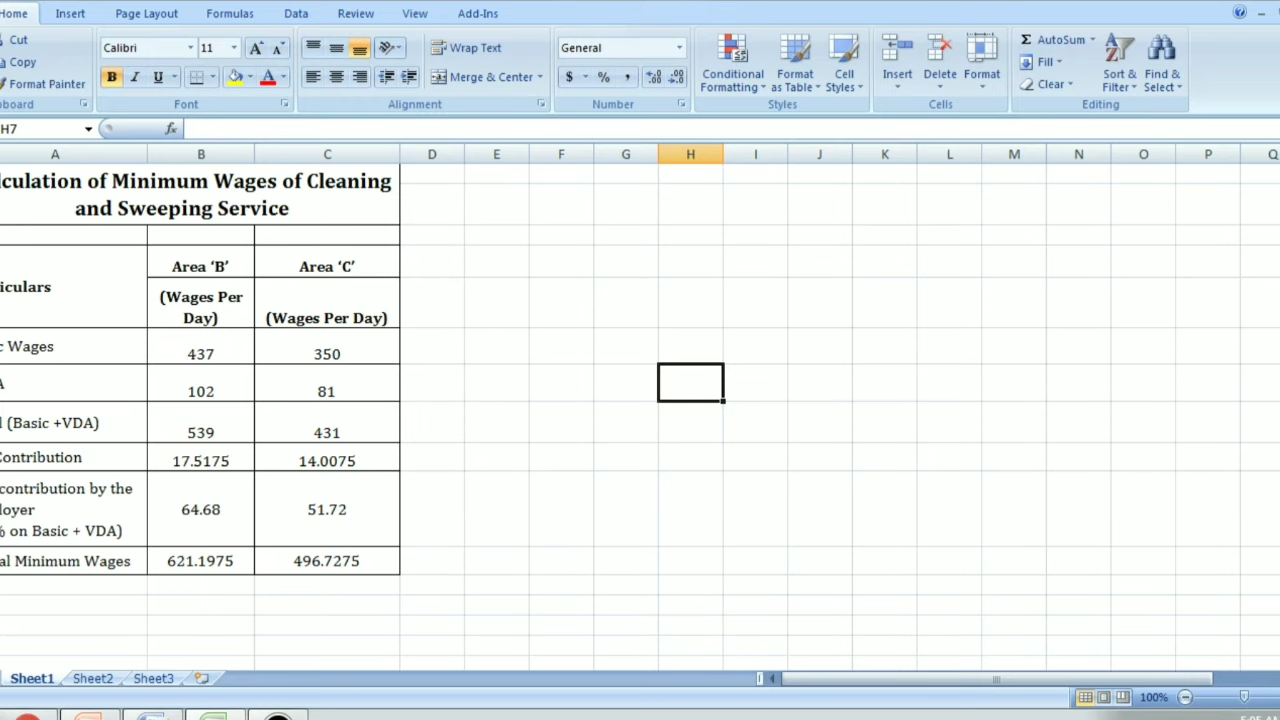 Home Insert Page Layout Formulas Data Review View Add-Ins
Cut Calibri 11 Wrap Text General AutoSum
Copy Fill
Format Painter B I U Merge & Center $ % , Conditional Formatting Format as Table Cell Styles Insert Delete Format Clear Sort & Filter Find & Select
Font Alignment Number Styles Cells Editing
H7 fx
A B C D E F G H I J K L M N O P Q
lculation of Minimum Wages of Cleaning
and Sweeping Service
Area ‘B’ Area ‘C’
iculars
(Wages Per
Day) (Wages Per Day)
c Wages 437 350
A 102 81
l (Basic +VDA) 539 431
Contribution 17.5175 14.0075
contribution by the
loyer 64.68 51.72
% on Basic + VDA)
al Minimum Wages 621.1975 496.7275
Sheet1 Sheet2 Sheet3
100%